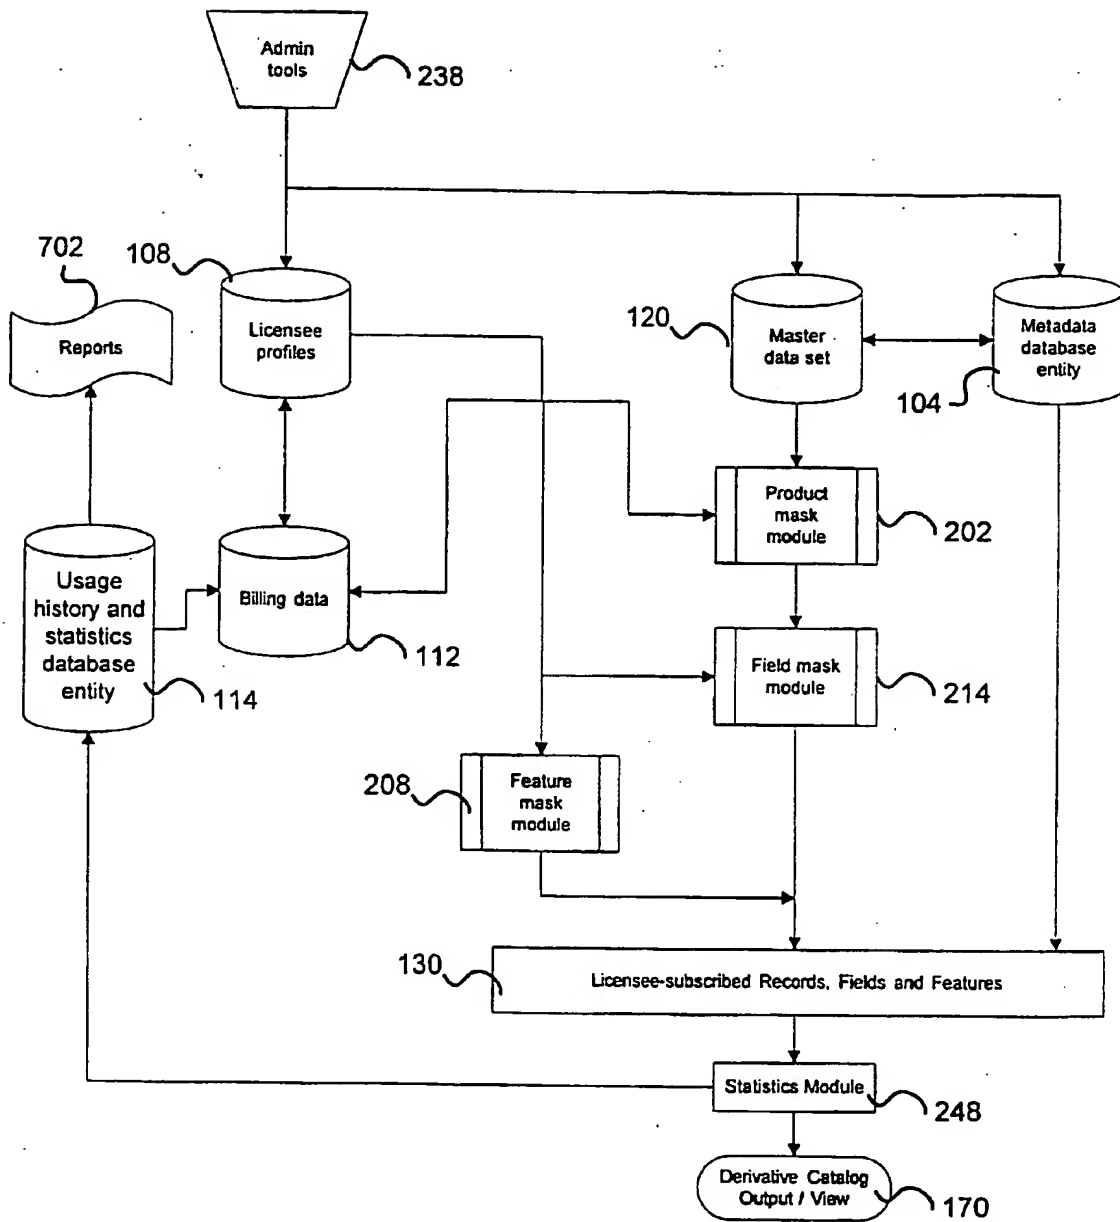 Admin
tools
238
702
108
Reports
Licensee
profiles
120
Master
data set
Metadata
database
entity
104
Product
mask
module
202
Usage
history and
statistics
database
entity
114
Billing data
112
Field mask
module
214
208
Feature
mask
module
130
Licensee-subscribed Records, Fields and Features
Statistics Module
248
Derivative Catalog
Output / View
170